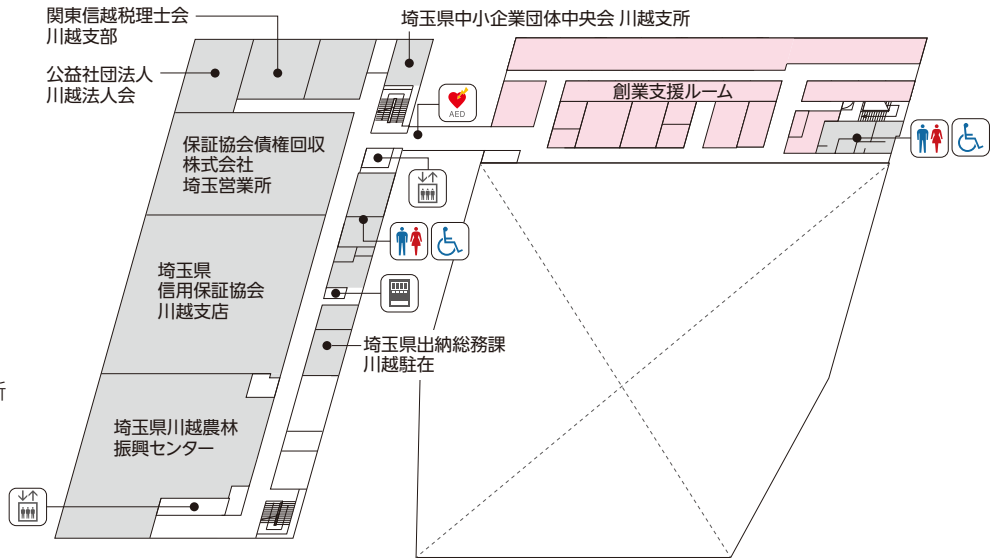 関東信越税理士会
川越支部
埼玉県中小企業団体中央会 川越支所
公益社団法人
川越法人会
創業支援ルーム
AED
保証協会債権回収
株式会社
埼玉営業所
埼玉県
信用保証協会
川越支店
埼玉県出納総務課
川越駐在
所
埼玉県川越農林
振興センター